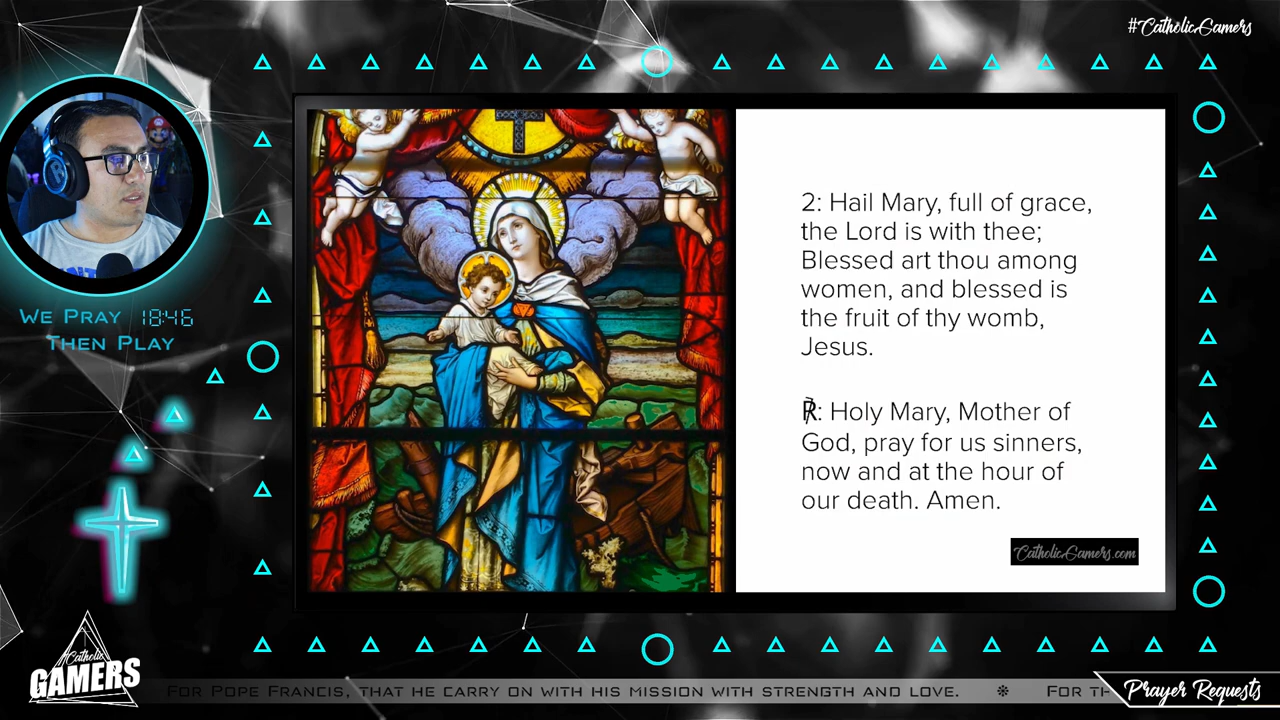 #CatholicGamers
We Pray 18:46
Then Play
2: Hail Mary, full of grace,
the Lord is with thee;
Blessed art thou among
women, and blessed is
the fruit of thy womb,
Jesus.
℟: Holy Mary, Mother of
God, pray for us sinners,
now and at the hour of
our death. Amen.
CatholicGamers.com
Catholic
GAMERS
For Pope Francis, that he carry on with his mission with strength and love. ❉ For th
Prayer Requests